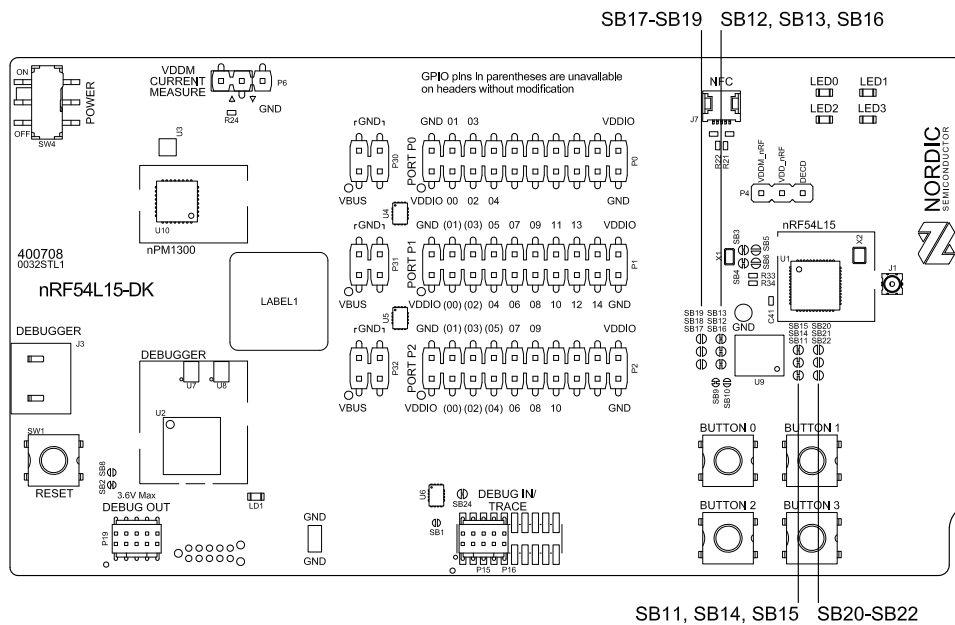 SB17-SB19 SB12, SB13, SB16
ON
OFF
SW4
POWER
VDDM
CURRENT
MEASURE
P6
GND
R24
GPIO pins in parentheses are unavailable
on headers without modification
NFC
J7
R22
R21
LED0 LED1
LED2 LED3
NORDIC
SEMICONDUCTOR
U3
U10
nPM1300
GND
P30
VBUS
PORT P0
GND 01 03 VDDIO
P0
VDDIO 00 02 04 GND
U4
P4
VDDM_nRF
VDD_nRF
DECD
nRF54L15
400708
0032STL1
nRF54L15-DK
LABEL1
GND
P31
VBUS
PORT P1
GND (01) (03) 05 07 09 11 13 VDDIO
P1
VDDIO (00) (02) 04 06 08 10 12 14 GND
U5
X1
SB3
SB4
SB5
SB6
R33
R34
C41
U1
X2
J1
DEBUGGER
J3
DEBUGGER
U7
U8
U2
GND
P32
VBUS
PORT P2
GND (01) (03) (05) 07 09 VDDIO
P2
VDDIO (00) (02) (04) 06 08 10 GND
SB19
SB18
SB17
SB13
SB12
SB16
GND
U9
SB15
SB14
SB11
SB20
SB21
SB22
SB9
SB10
SW1
RESET
SB8
SB2
3.6V Max
DEBUG OUT
P19
LD1
GND
GND
U6
SB24
SB1
DEBUG IN/
TRACE
P15 P16
BUTTON 0 BUTTON 1
BUTTON 2 BUTTON 3
SB11, SB14, SB15 SB20-SB22